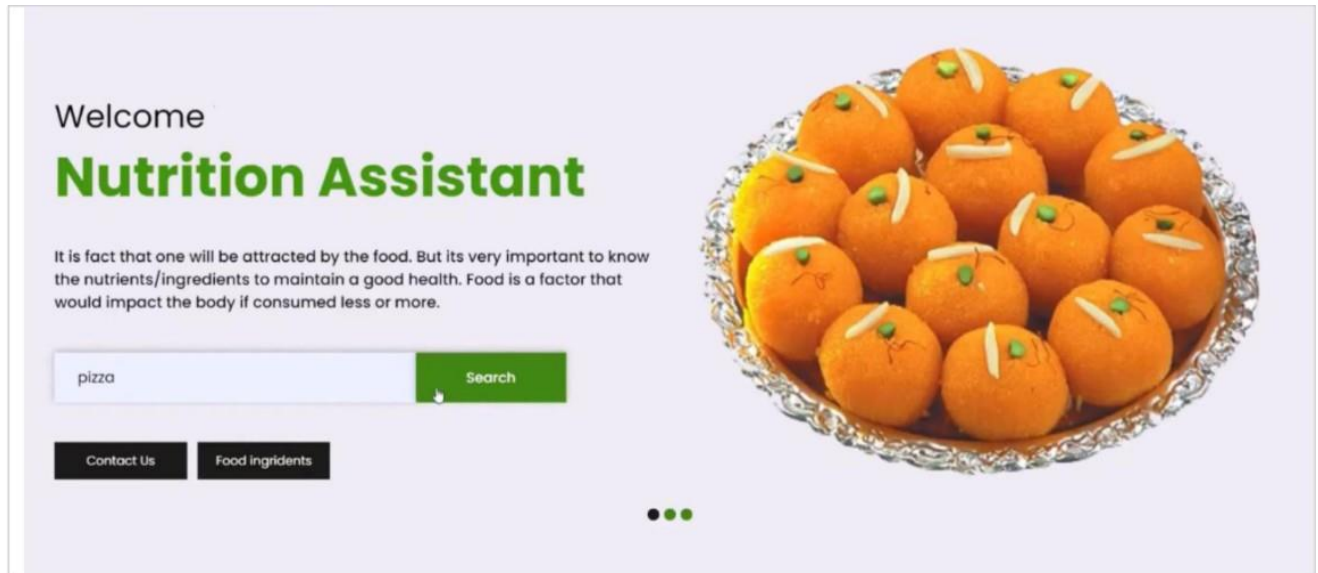 Welcome
Nutrition Assistant
It is fact that one will be attracted by the food. But its very important to know
the nutrients/ingredients to maintain a good health. Food is a factor that
would impact the body if consumed less or more.
pizza
Search
Contact Us
Food ingridents